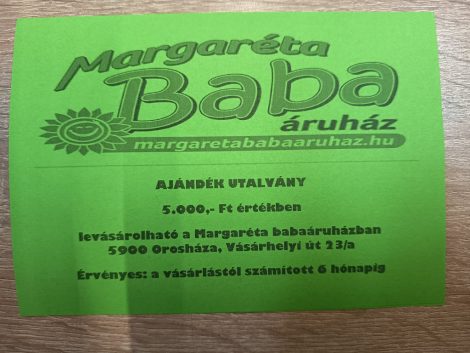 Margaréta
Baba
áruház
margaretababaaruhaz.hu
AJÁNDÉK UTALVÁNY
5.000,- Ft értékben
levásárolható a Margaréta babaáruházban
5900 Orosháza, Vásárhelyi út 23/a
Érvényes: a vásárlástól számított 6 hónapig